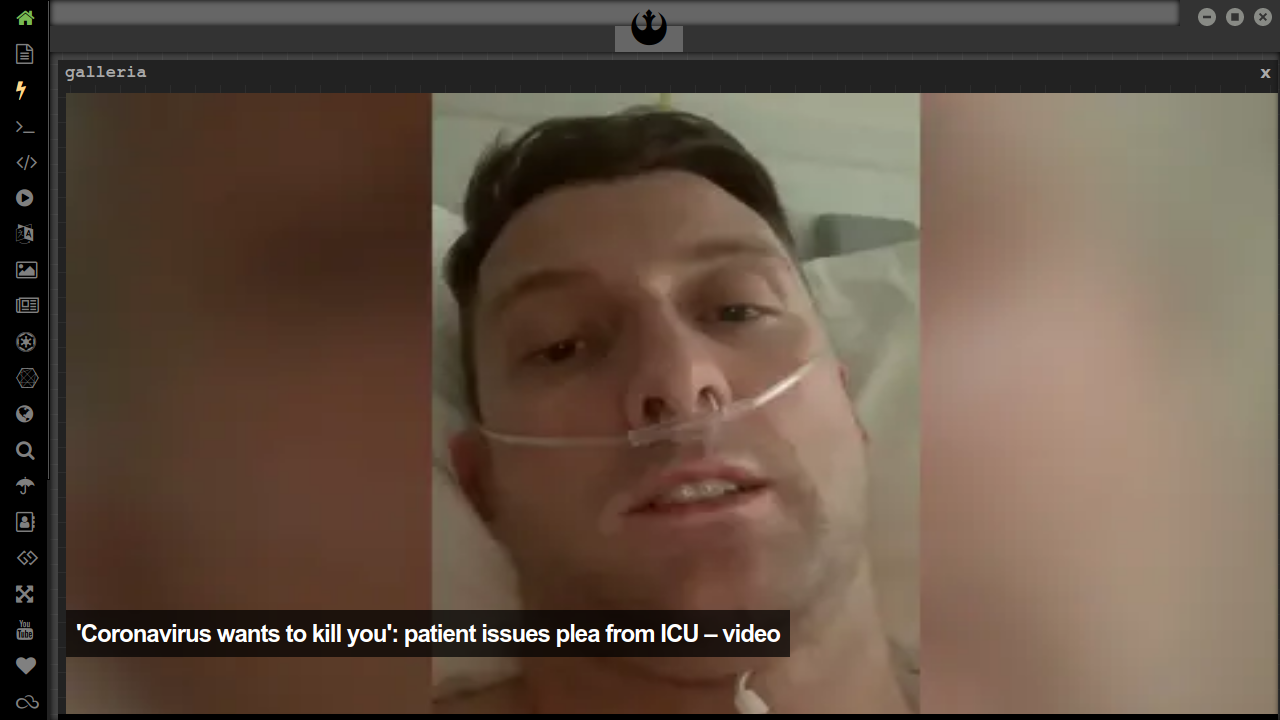 galleria
x
'Coronavirus wants to kill you': patient issues plea from ICU – video
You
Tube